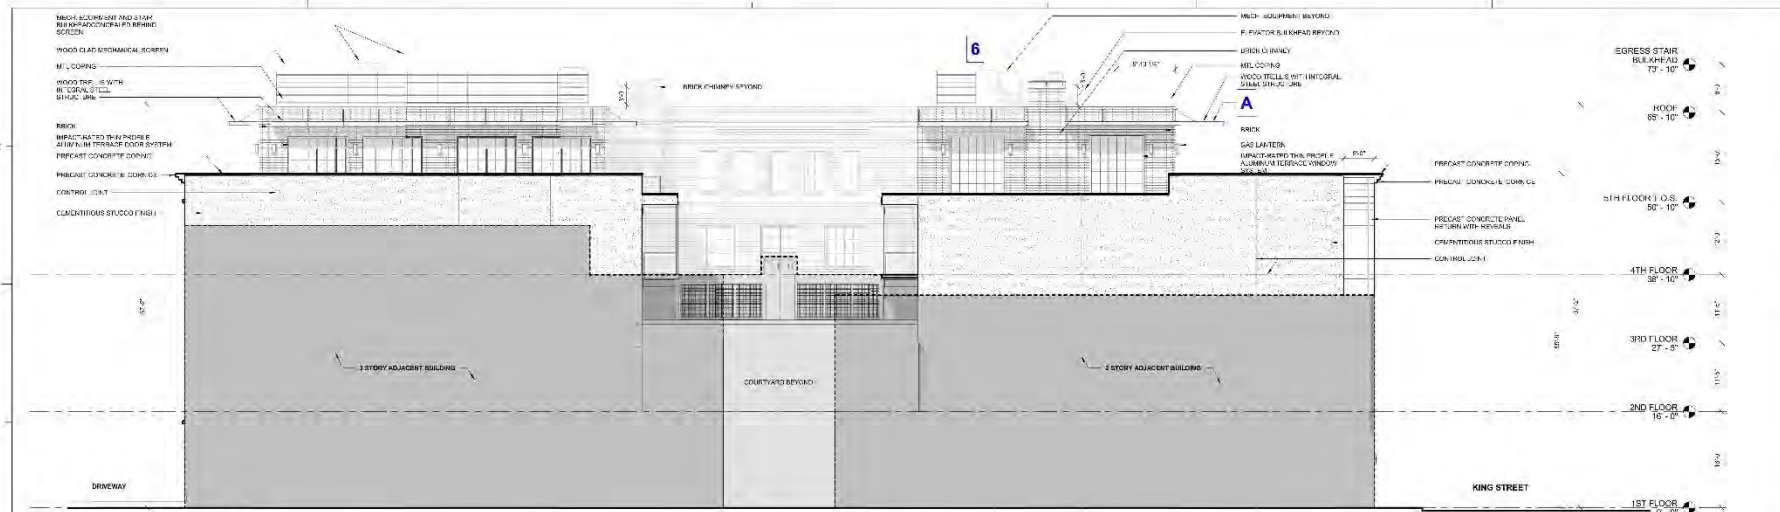 MECH. EQUIPMENT AND STAIR
BULKHEADCONCEALED BEHIND
SCREEN
WOOD CLAD MECHANICAL SCREEN
MTL COPING
WOOD TRELLIS WITH
INTEGRAL STEEL
STRUCTURE
BRICK
IMPACT-RATED THIN PROFILE
ALUMINUM TERRACE DOOR SYSTEM
PRECAST CONCRETE COPING
PRECAST CONCRETE CORNICE
CONTROL JOINT
CEMENTITIOUS STUCCO FINISH
BRICK CHIMNEY BEYOND
6
MECH. EQUIPMENT BEYOND
ELEVATOR BULKHEAD BEYOND
BRICK CHIMNEY
MTL COPING
WOOD TRELLIS WITH INTEGRAL
STEEL STRUCTURE
A
BRICK
GAS LANTERN
IMPACT-RATED THIN PROFILE
ALUMINUM TERRACE WINDOW
SYSTEM
PRECAST CONCRETE COPING
PRECAST CONCRETE CORNICE
PRECAST CONCRETE PANEL
RETURN WITH REVEALS
CEMENTITIOUS STUCCO FINISH
CONTROL JOINT
EGRESS STAIR
BULKHEAD
73' - 10"
ROOF
65' - 10"
5TH FLOOR T.O.S.
50' - 10"
4TH FLOOR
38' - 10"
3RD FLOOR
27' - 5"
2ND FLOOR
16' - 0"
1ST FLOOR
3 STORY ADJACENT BUILDING
COURTYARD BEYOND
2 STORY ADJACENT BUILDING
DRIVEWAY
KING STREET